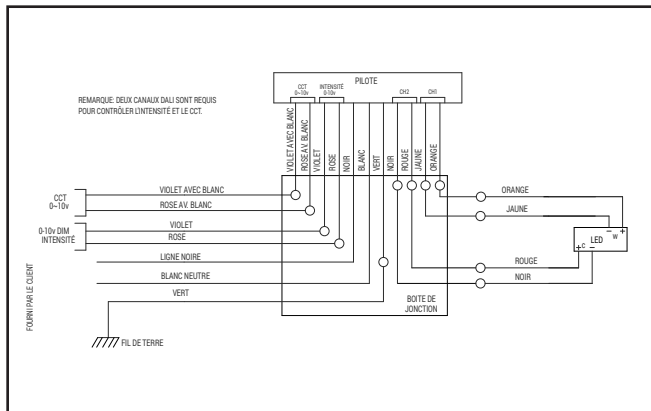 PILOTE
CCT
0~10v
INTENSITÉ
0-10v
CH2
CH1
REMARQUE: DEUX CANAUX DALI SONT REQUIS
POUR CONTRÔLER L'INTENSITÉ ET LE CCT.
VIOLET AVEC BLANC
ROSE AV. BLANC
VIOLET
ROSE
NOIR
BLANC
VERT
NOIR
ROUGE
JAUNE
ORANGE
CCT
0~10v
VIOLET AVEC BLANC
ROSE AV. BLANC
0-10v DIM
INTENSITÉ
VIOLET
ROSE
LIGNE NOIRE
BLANC NEUTRE
VERT
FOURNI PAR LE CLIENT
FIL DE TERRE
BOITE DE
JONCTION
ORANGE
JAUNE
ROUGE
NOIR
− W +
LED
+ C −